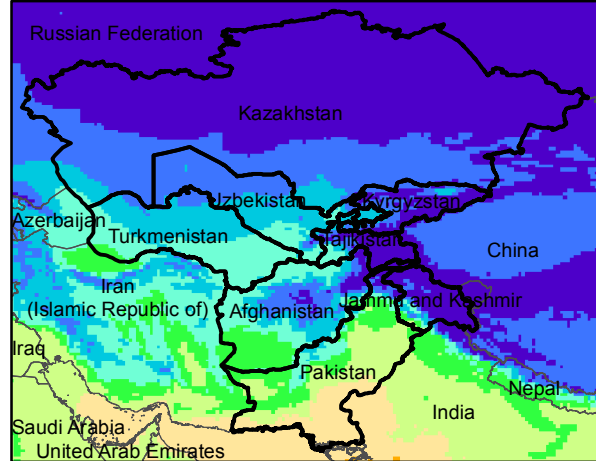 Russian Federation
Kazakhstan
Uzbekistan
Kyrgyzstan
Azerbaijan
Turkmenistan
Tajikistan
China
Iran
(Islamic Republic of)
Afghanistan
Jammu and Kashmir
Iraq
Pakistan
Nepal
India
Saudi Arabia
United Arab Emirates